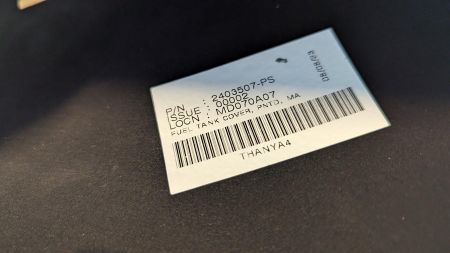 P/N : 2403507-PS
ISSUE : 00002
LOCN : MD070A07
FUEL TANK COVER, PNTD, MA
THANYA4